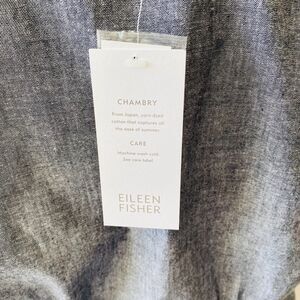 CHAMBRY
From Japan, yarn-dyed
cotton that captures all
the ease of summer.
CARE
Machine wash cold.
See care label.
EILEEN
FISHER